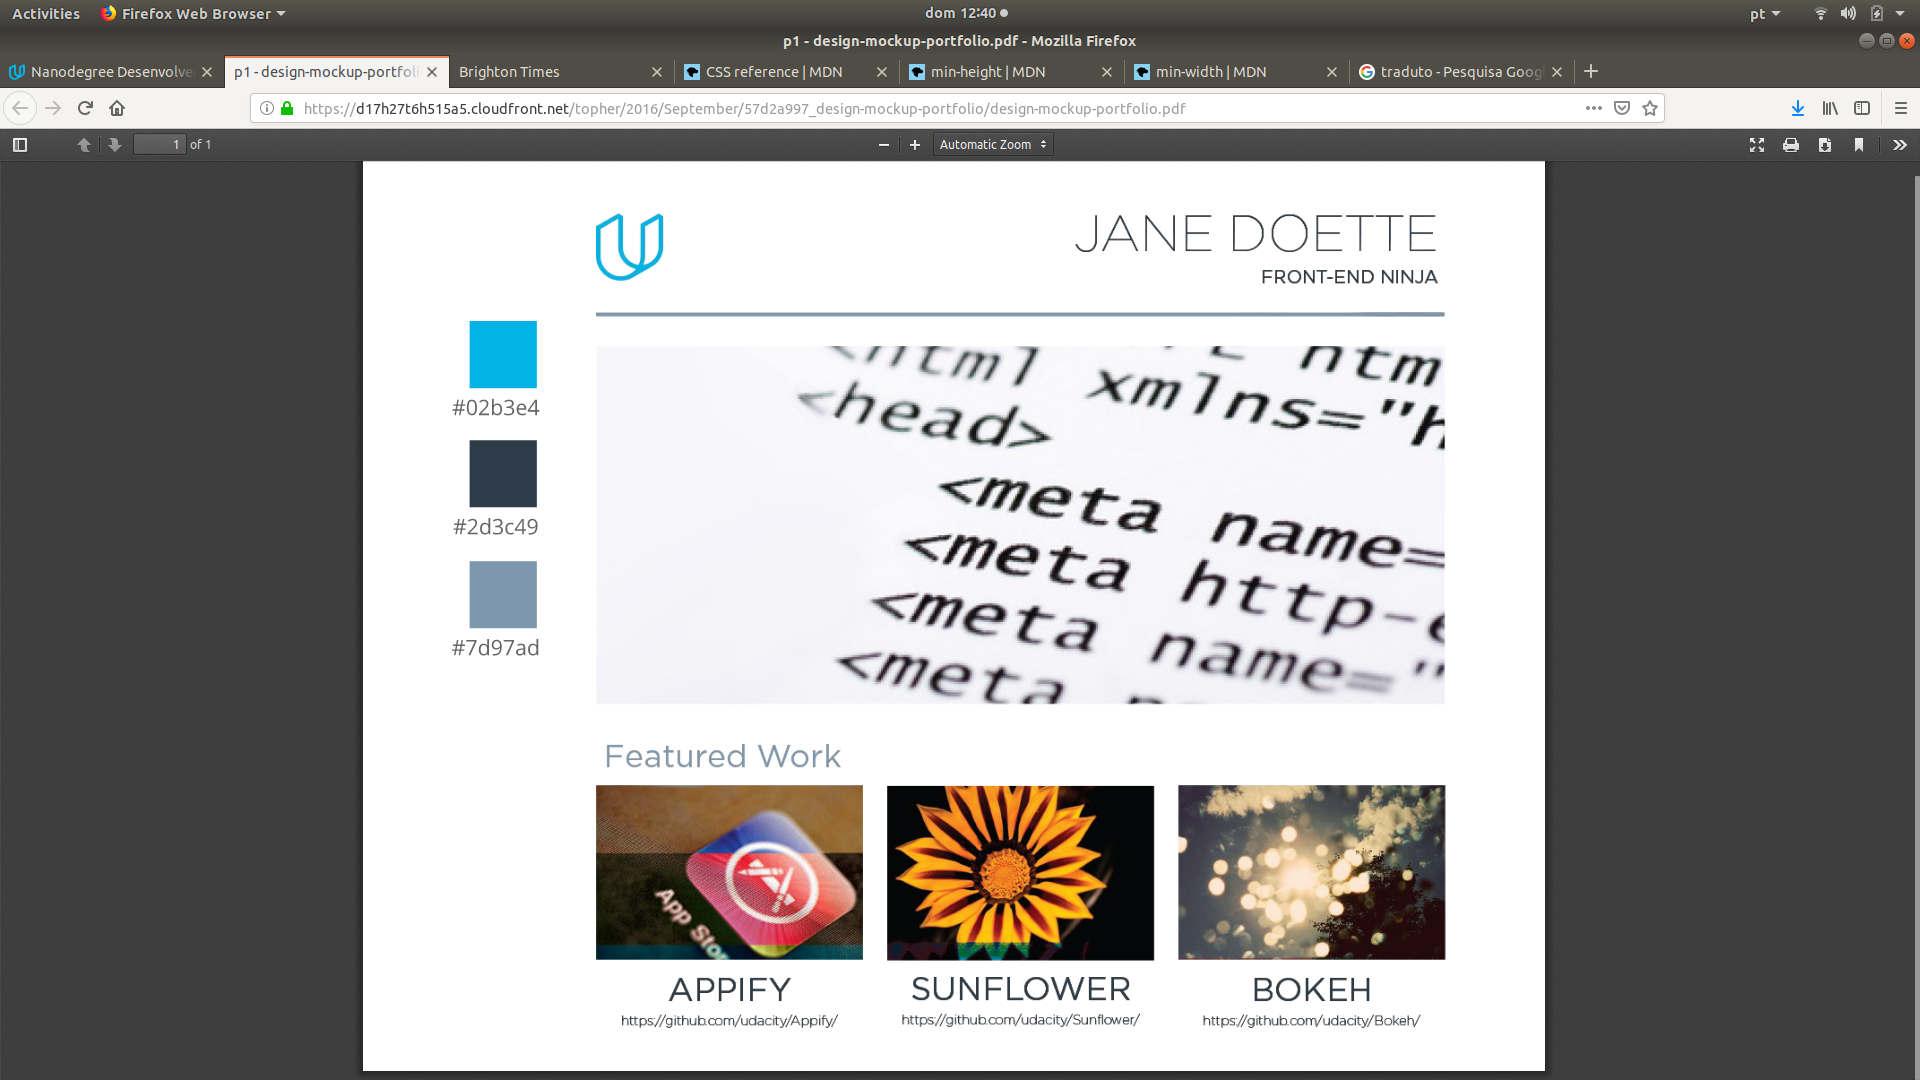 Activities Firefox Web Browser dom 12:40 pt
p1 - design-mockup-portfolio.pdf - Mozilla Firefox
Nanodegree Desenvolve p1 - design-mockup-portfoli Brighton Times CSS reference | MDN min-height | MDN min-width | MDN traduto - Pesquisa Goog
https://d17h27t6h515a5.cloudfront.net/topher/2016/September/57d2a997_design-mockup-portfolio/design-mockup-portfolio.pdf
1 of 1 Automatic Zoom
JANE DOETTE
FRONT-END NINJA
#02b3e4
#2d3c49
#7d97ad
<html xmlns="h
<head>
<meta name=
<meta http-e
<meta name="
<meta
Featured Work
App Sto
APPIFY
https://github.com/udacity/Appify/
SUNFLOWER
https://github.com/udacity/Sunflower/
BOKEH
https://github.com/udacity/Bokeh/